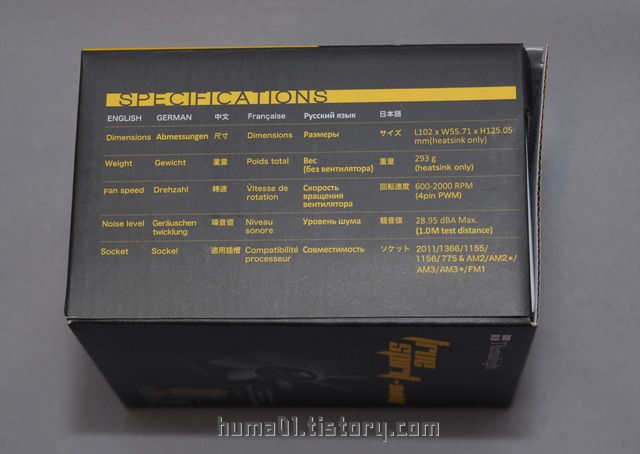 SPECIFICATIONS
ENGLISH GERMAN 中文 Française Русский язык 日本語
Dimensions Abmessungen 尺寸 Dimensions Размеры サイズ L102 x W55.71 x H125.05
mm(heatsink only)
Weight Gewicht 重量 Poids total Вес 重量 293 g
(без вентилятора) (heatsink only)
Fan speed Drehzahl 轉速 Vitesse de Скорость 回転速度 600-2000 RPM
rotation вращения (4pin PWM)
вентилятора
Noise level Geräuschen 噪音值 Niveau Уровень шума 騒音値 28.95 dBA Max.
twicklung sonore (1.0M test distance)
Socket Sockel 適用插槽 Compatibilité Совместимость ソケット 2011/1366/1155/
processeur 1156/775 & AM2/AM2+/
AM3/AM3+/FM1
Thermalright
true
spirit
huma01.tistory.com